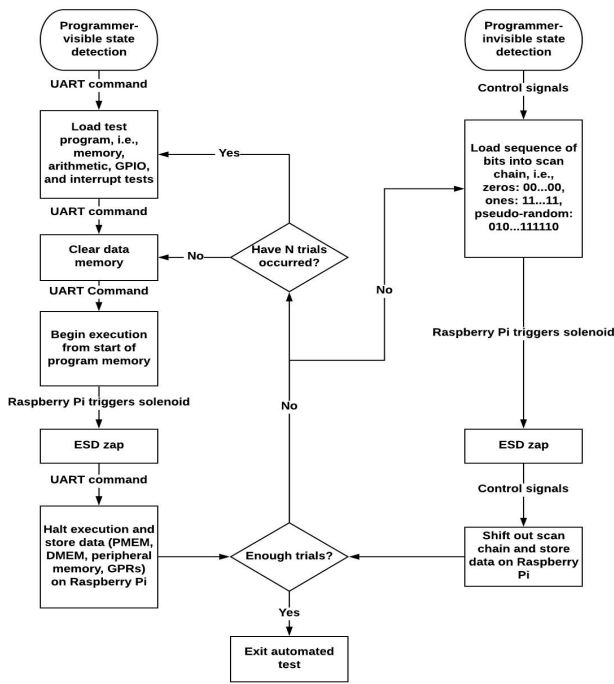 Programmer-
visible state
detection
UART command
Load test
program, i.e.,
memory,
arithmetic, GPIO,
and interrupt tests
UART command
Clear data
memory
UART Command
Begin execution
from start of
program memory
Raspberry Pi triggers solenoid
ESD zap
UART command
Halt execution and
store data (PMEM,
DMEM, peripheral
memory, GPRs)
on Raspberry Pi
Yes
No
Have N trials
occurred?
No
No
Enough trials?
Yes
Exit automated
test
Programmer-
invisible state
detection
Control signals
Load sequence of
bits into scan
chain, i.e.,
zeros: 00...00,
ones: 11...11,
pseudo-random:
010...111110
Raspberry Pi triggers solenoid
ESD zap
Control signals
Shift out scan
chain and store
data on Raspberry
Pi